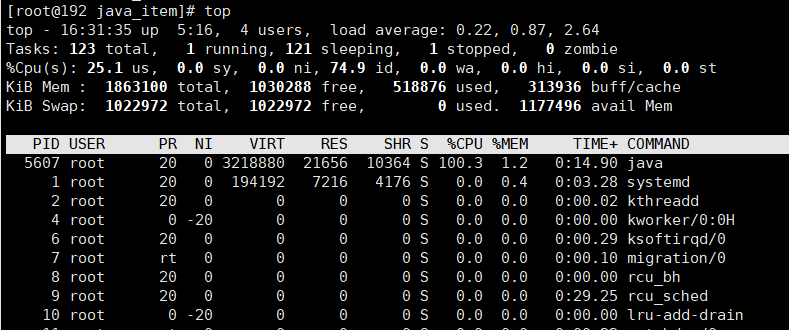 [root@192 java_item]# top
top - 16:31:35 up  5:16,  4 users,  load average: 0.22, 0.87, 2.64
Tasks: 123 total,   1 running, 121 sleeping,   1 stopped,   0 zombie
%Cpu(s): 25.1 us,  0.0 sy,  0.0 ni, 74.9 id,  0.0 wa,  0.0 hi,  0.0 si,  0.0 st
KiB Mem :  1863100 total,  1030288 free,   518876 used,   313936 buff/cache
KiB Swap:  1022972 total,  1022972 free,        0 used.  1177496 avail Mem
PID USER      PR  NI    VIRT    RES    SHR S  %CPU %MEM     TIME+ COMMAND
5607 root      20   0 3218880  21656  10364 S 100.3  1.2   0:14.90 java
1 root      20   0  194192   7216   4176 S   0.0  0.4   0:03.28 systemd
2 root      20   0       0      0      0 S   0.0  0.0   0:00.02 kthreadd
4 root       0 -20       0      0      0 S   0.0  0.0   0:00.00 kworker/0:0H
6 root      20   0       0      0      0 S   0.0  0.0   0:00.29 ksoftirqd/0
7 root      rt   0       0      0      0 S   0.0  0.0   0:00.10 migration/0
8 root      20   0       0      0      0 S   0.0  0.0   0:00.00 rcu_bh
9 root      20   0       0      0      0 S   0.0  0.0   0:29.25 rcu_sched
10 root       0 -20       0      0      0 S   0.0  0.0   0:00.00 lru-add-drain